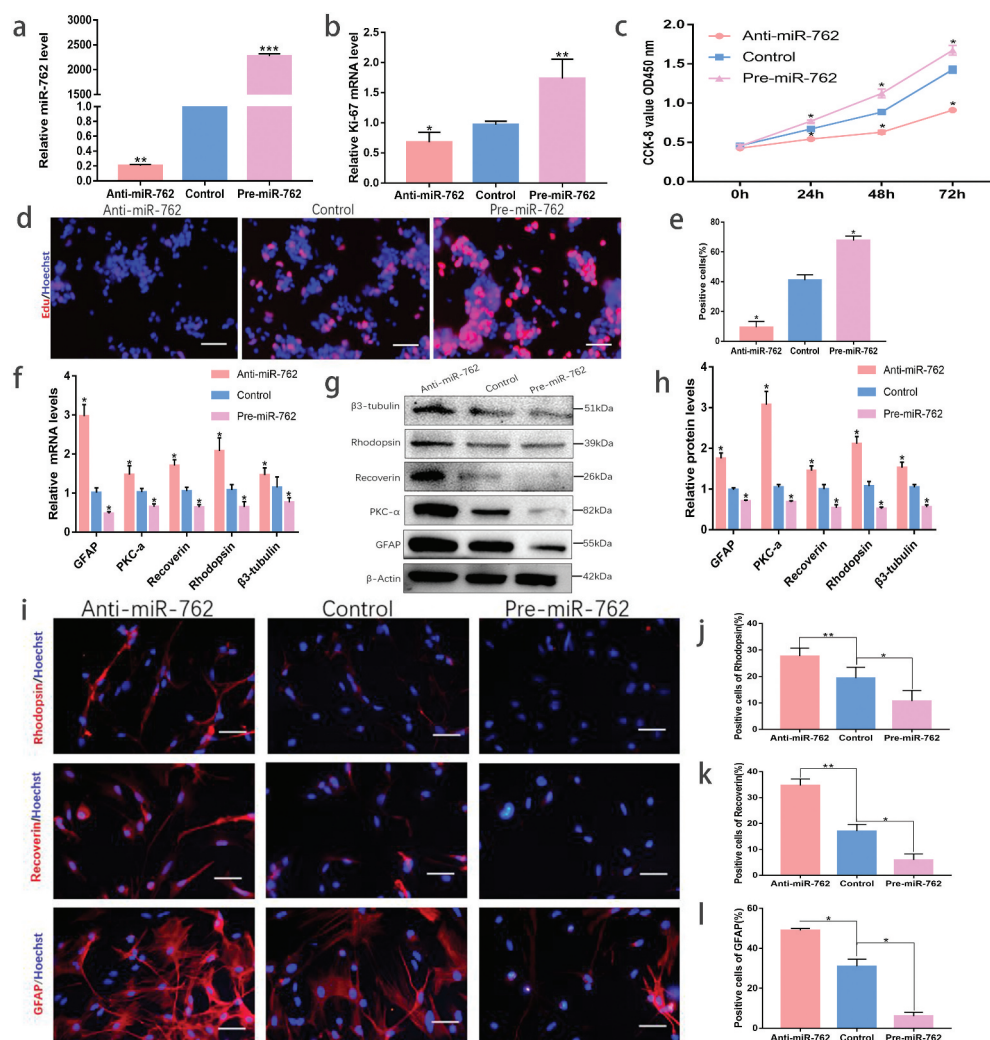 a
Relative miR-762 level
3000
2500
2000
1500
1.0
0.8
0.6
0.4
0.2
0.0
**
***
Anti-miR-762 Control Pre-miR-762
b
Relative Ki-67 mRNA level
2.5
2.0
1.5
1.0
0.5
0.0
*
**
Anti-miR-762 Control Pre-miR-762
c
CCK-8 value OD450 nm
2.0
1.5
1.0
0.5
0.0
Anti-miR-762
Control
Pre-miR-762
* * *
* * *
0h 24h 48h 72h
d
Anti-miR-762 Control Pre-miR-762
Edu/Hoechst
e
Positive cells(%)
80
60
40
20
0
*
*
Anti-miR-762 Control Pre-miR-762
f
Relative mRNA levels
4
3
2
1
0
Anti-miR-762
Control
Pre-miR-762
* * * * *
* * * * *
GFAP PKC-a Recoverin Rhodopsin β3-tubulin
g
Anti-miR-762 Control Pre-miR-762
β3-tubulin 51kDa
Rhodopsin 39kDa
Recoverin 26kDa
PKC-α 82kDa
GFAP 55kDa
β-Actin 42kDa
h
Relative protein levels
4
3
2
1
0
Anti-miR-762
Control
Pre-miR-762
* * * * *
* * * * *
GFAP PKC-a Recoverin Rhodopsin β3-tubulin
i
Anti-miR-762 Control Pre-miR-762
Rhodopsin/Hoechst
Recoverin/Hoechst
GFAP/Hoechst
j
Positive cells of Rhodopsin(%)
40
30
20
10
0
**
*
Anti-miR-762 Control Pre-miR-762
k
Positive cells of Recoverin(%)
40
20
0
**
*
Anti-miR-762 Control Pre-miR-762
l
Positive cells of GFAP(%)
60
40
20
0
*
*
Anti-miR-762 Control Pre-miR-762